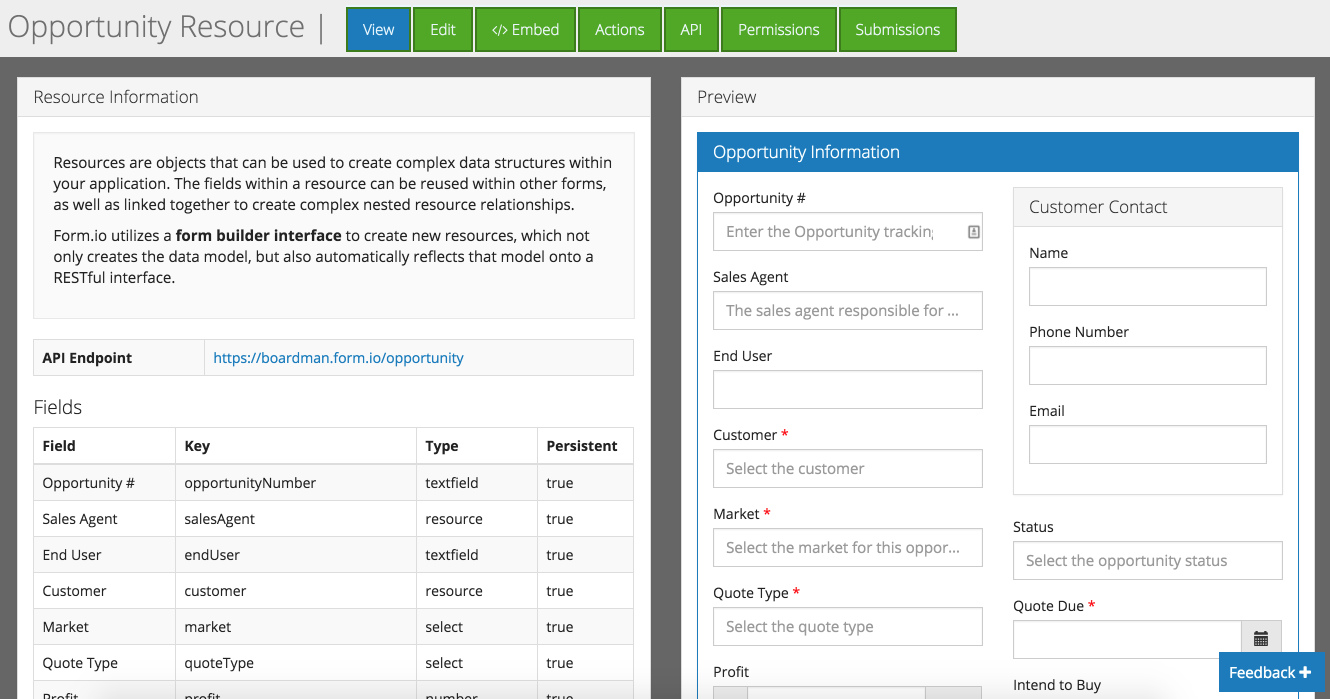 Opportunity Resource |
View
Edit
</> Embed
Actions
API
Permissions
Submissions
Resource Information
Resources are objects that can be used to create complex data structures within
your application. The fields within a resource can be reused within other forms,
as well as linked together to create complex nested resource relationships.
Form.io utilizes a form builder interface to create new resources, which not
only creates the data model, but also automatically reflects that model onto a
RESTful interface.
API Endpoint https://boardman.form.io/opportunity
Fields
Field Key Type Persistent
Opportunity # opportunityNumber textfield true
Sales Agent salesAgent resource true
End User endUser textfield true
Customer customer resource true
Market market select true
Quote Type quoteType select true
Profit profit number true
Preview
Opportunity Information
Opportunity #
Enter the Opportunity tracking
Sales Agent
The sales agent responsible for ...
End User
Customer *
Select the customer
Market *
Select the market for this oppor...
Quote Type *
Select the quote type
Profit
Customer Contact
Name
Phone Number
Email
Status
Select the opportunity status
Quote Due *
Intend to Buy
Feedback +